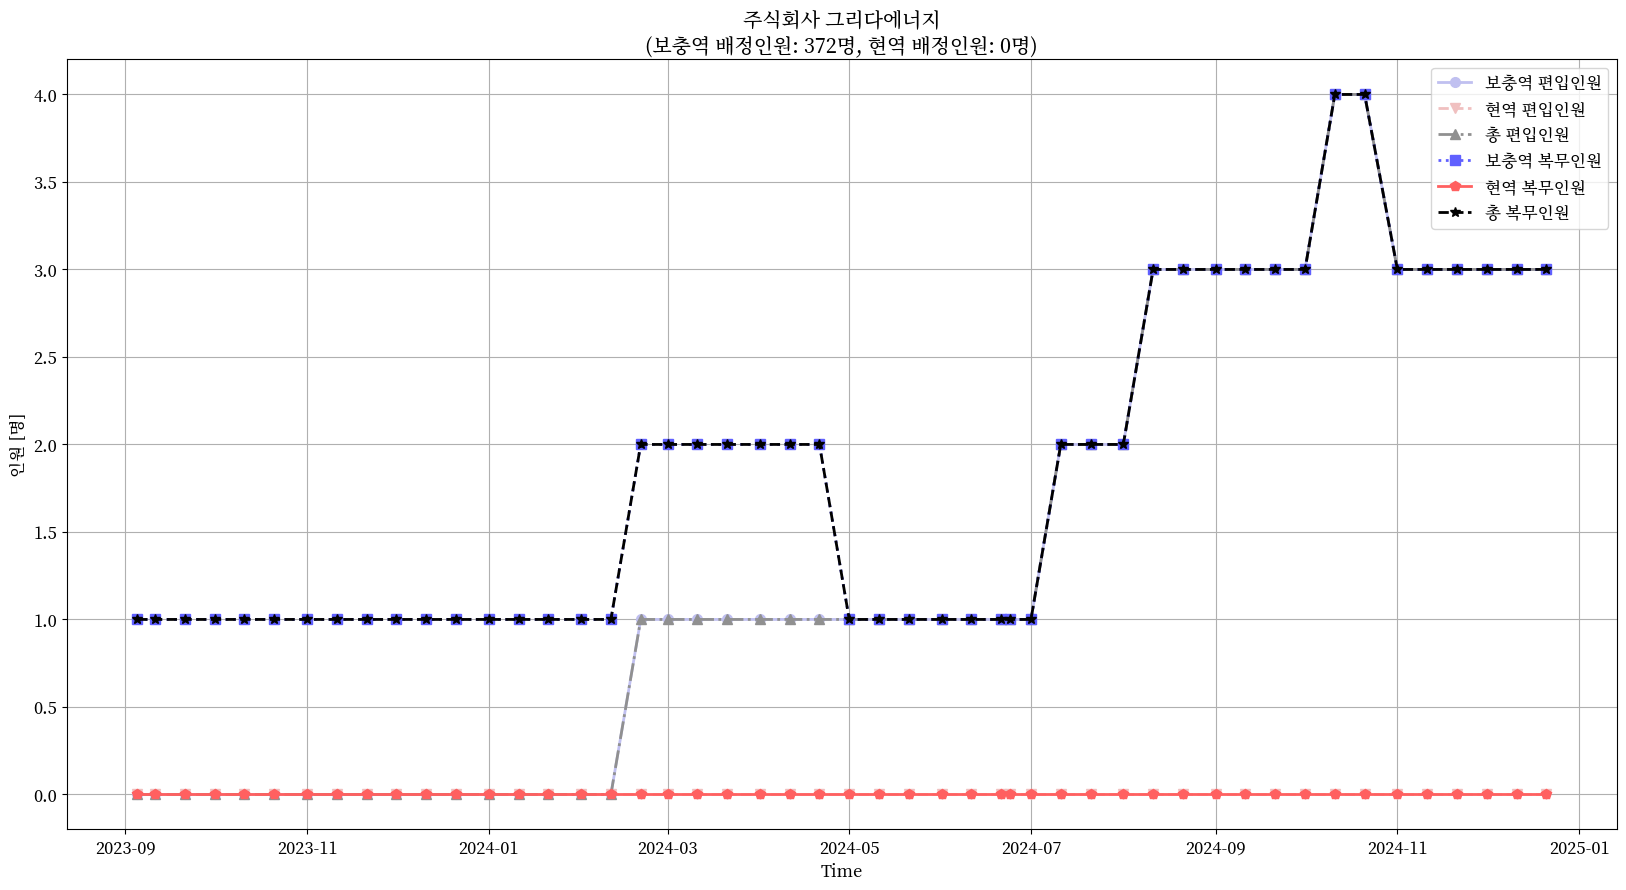 주식회사 그리다에너지
(보충역 배정인원: 372명, 현역 배정인원: 0명)
보충역 편입인원
현역 편입인원
총 편입인원
보충역 복무인원
현역 복무인원
총 복무인원
인원 [명]
4.0
3.5
3.0
2.5
2.0
1.5
1.0
0.5
0.0
2023-09
2023-11
2024-01
2024-03
2024-05
2024-07
2024-09
2024-11
2025-01
Time